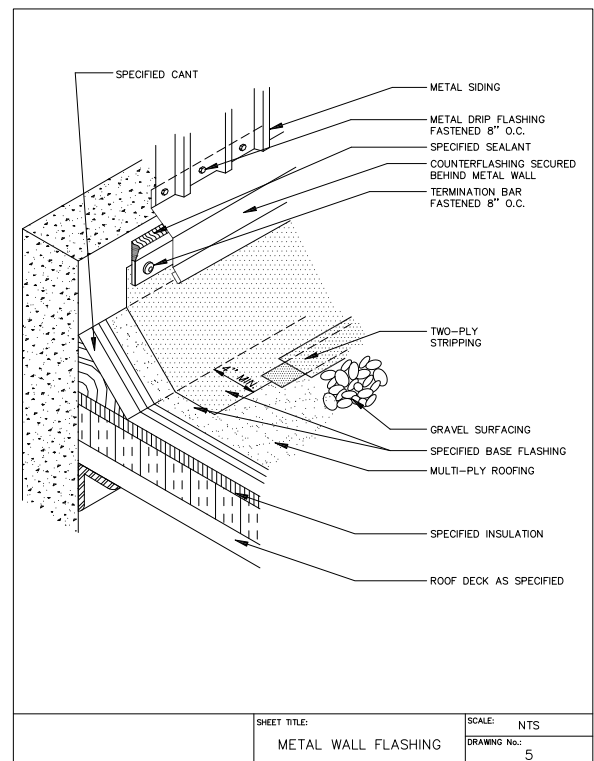 SPECIFIED CANT
METAL SIDING
METAL DRIP FLASHING
FASTENED 8" O.C.
SPECIFIED SEALANT
COUNTERFLASHING SECURED
BEHIND METAL WALL
TERMINATION BAR
FASTENED 8" O.C.
TWO-PLY
STRIPPING
4" MIN.
GRAVEL SURFACING
SPECIFIED BASE FLASHING
MULTI-PLY ROOFING
SPECIFIED INSULATION
ROOF DECK AS SPECIFIED
SHEET TITLE:
METAL WALL FLASHING
SCALE: NTS
DRAWING No.:
5